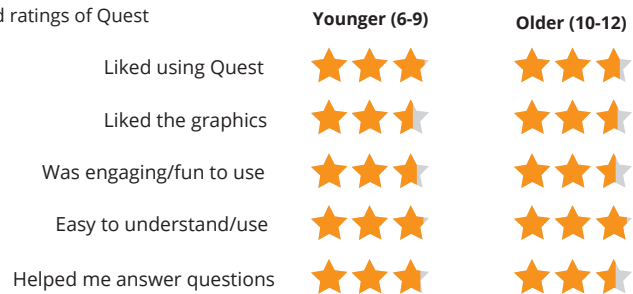 ratings of Quest
Younger (6-9)
Older (10-12)
Liked using Quest
Liked the graphics
Was engaging/fun to use
Easy to understand/use
Helped me answer questions